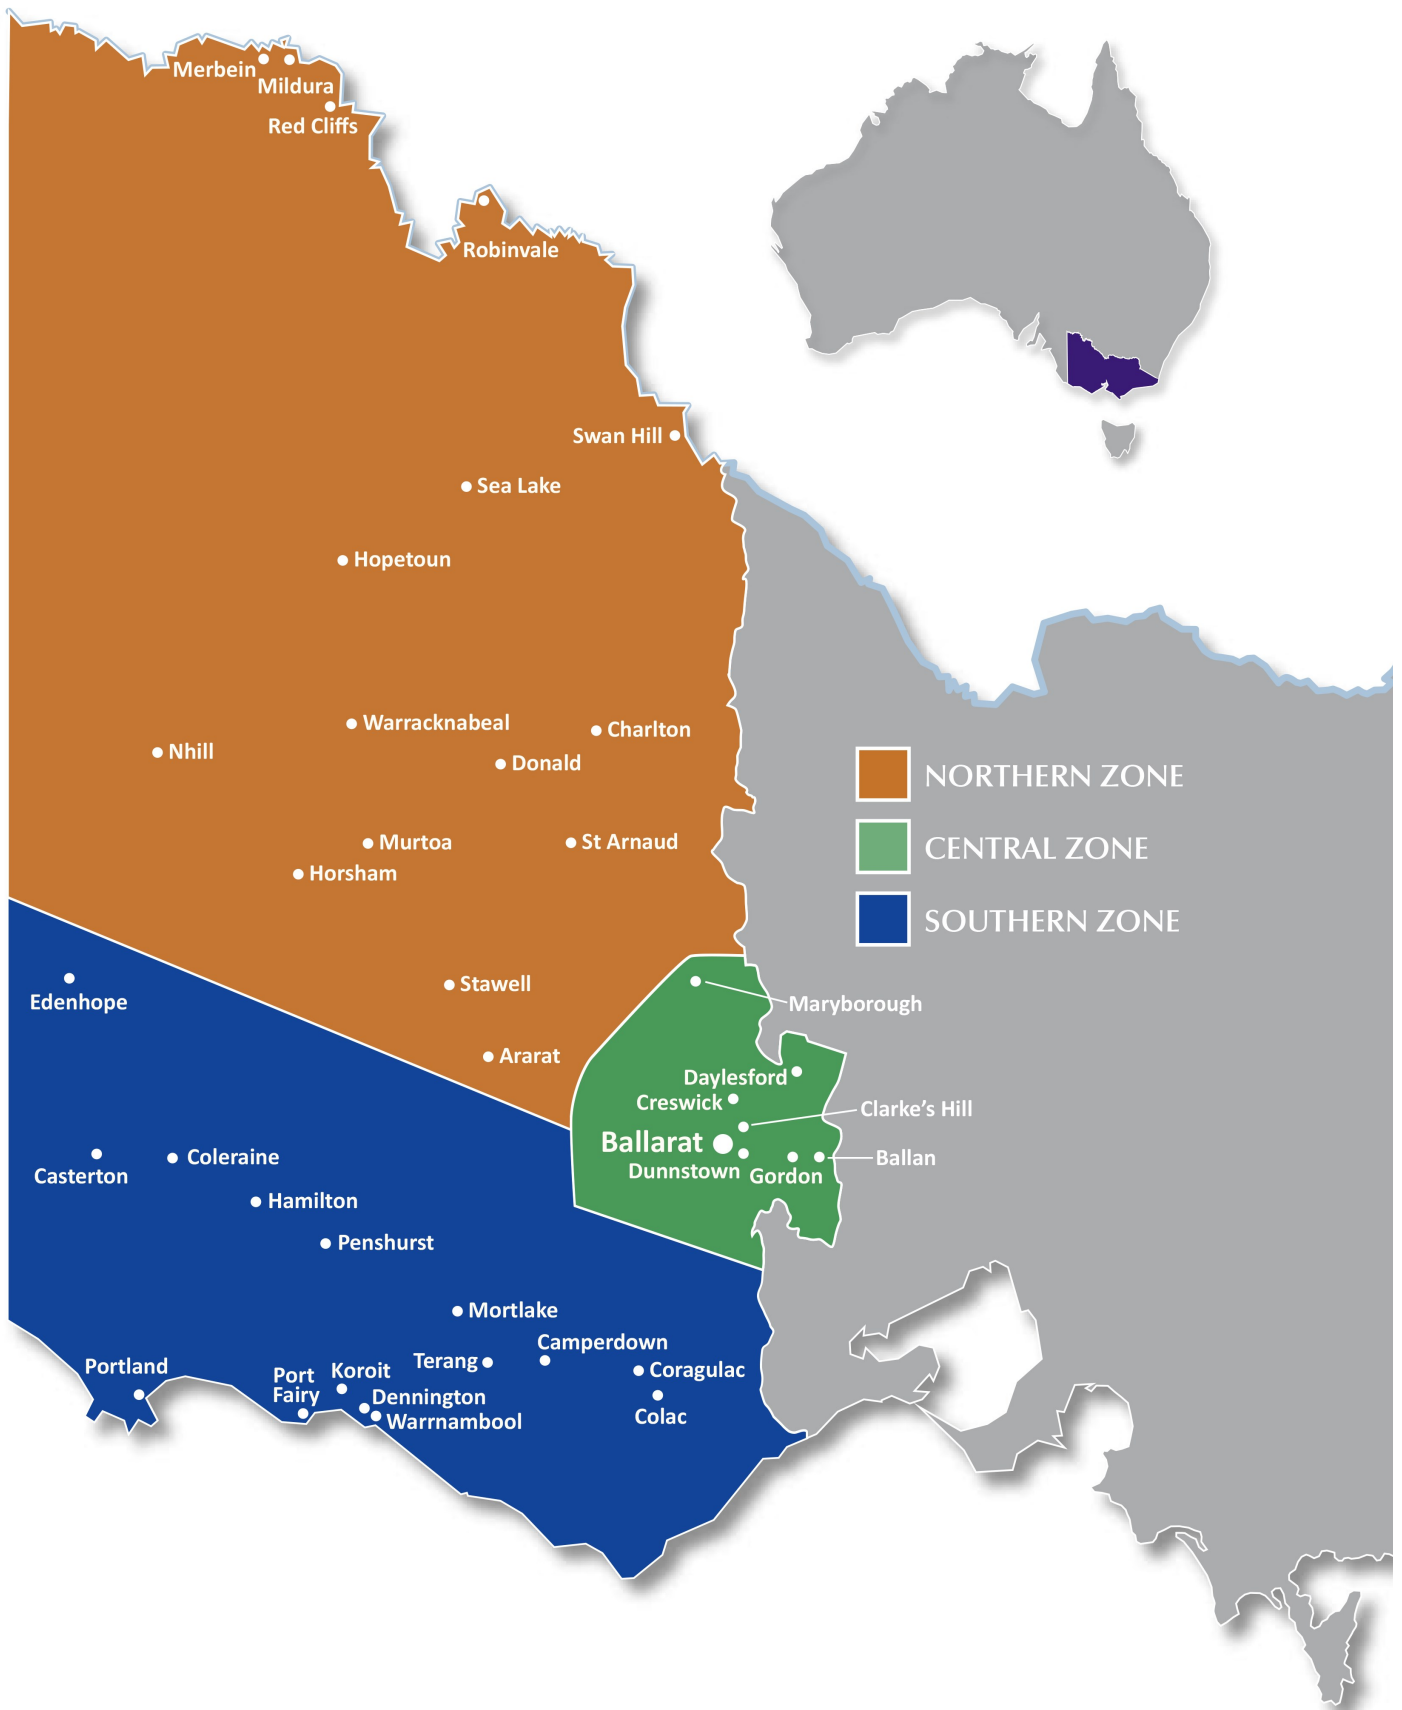 Merbein
Mildura
Red Cliffs
Robinvale
Swan Hill
Sea Lake
Hopetoun
Warracknabeal
Charlton
Nhill
Donald
NORTHERN ZONE
Murtoa
St Arnaud
CENTRAL ZONE
Horsham
SOUTHERN ZONE
Stawell
Edenhope
Maryborough
Ararat
Daylesford
Creswick
Clarke's Hill
Ballarat
Dunnstown
Gordon
Ballan
Casterton
Coleraine
Hamilton
Penshurst
Mortlake
Camperdown
Terang
Coragulac
Portland
Port
Fairy
Koroit
Dennington
Warrnambool
Colac